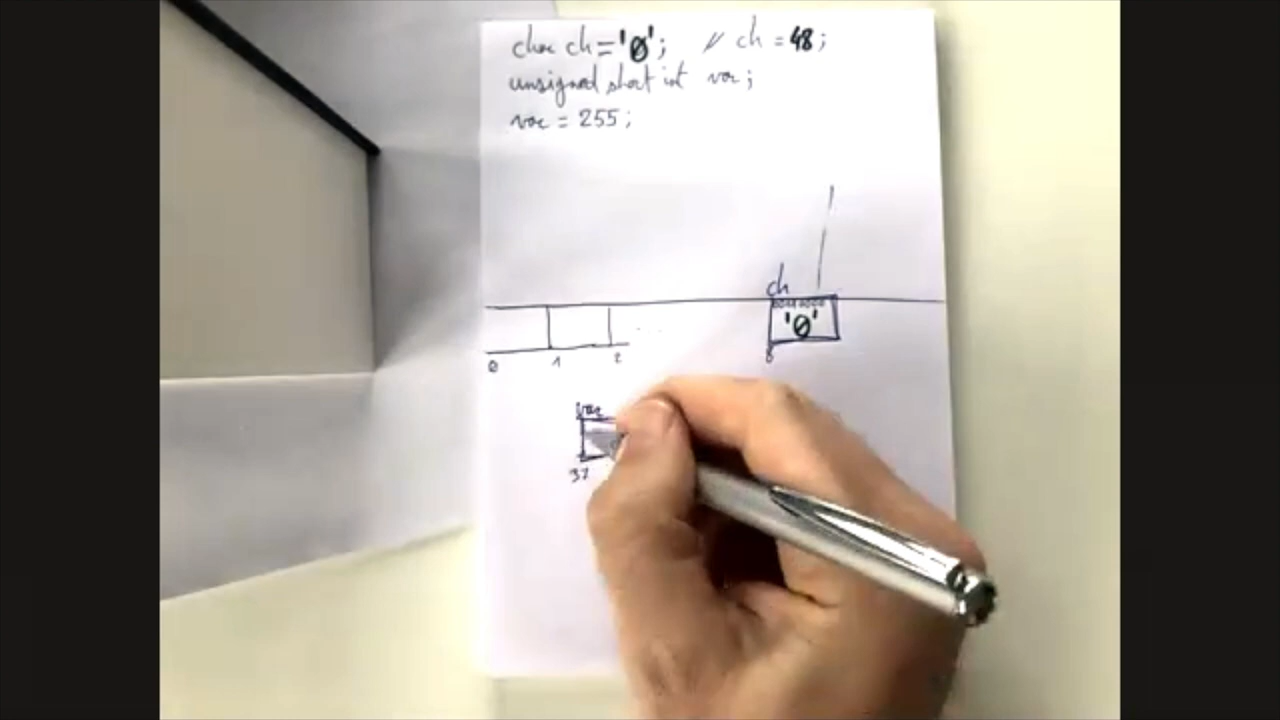 char ch = '0'; // ch = 48;
unsigned short int var;
var = 255;
ch
00110000
'0'
0 1 2 ... 8
var
37